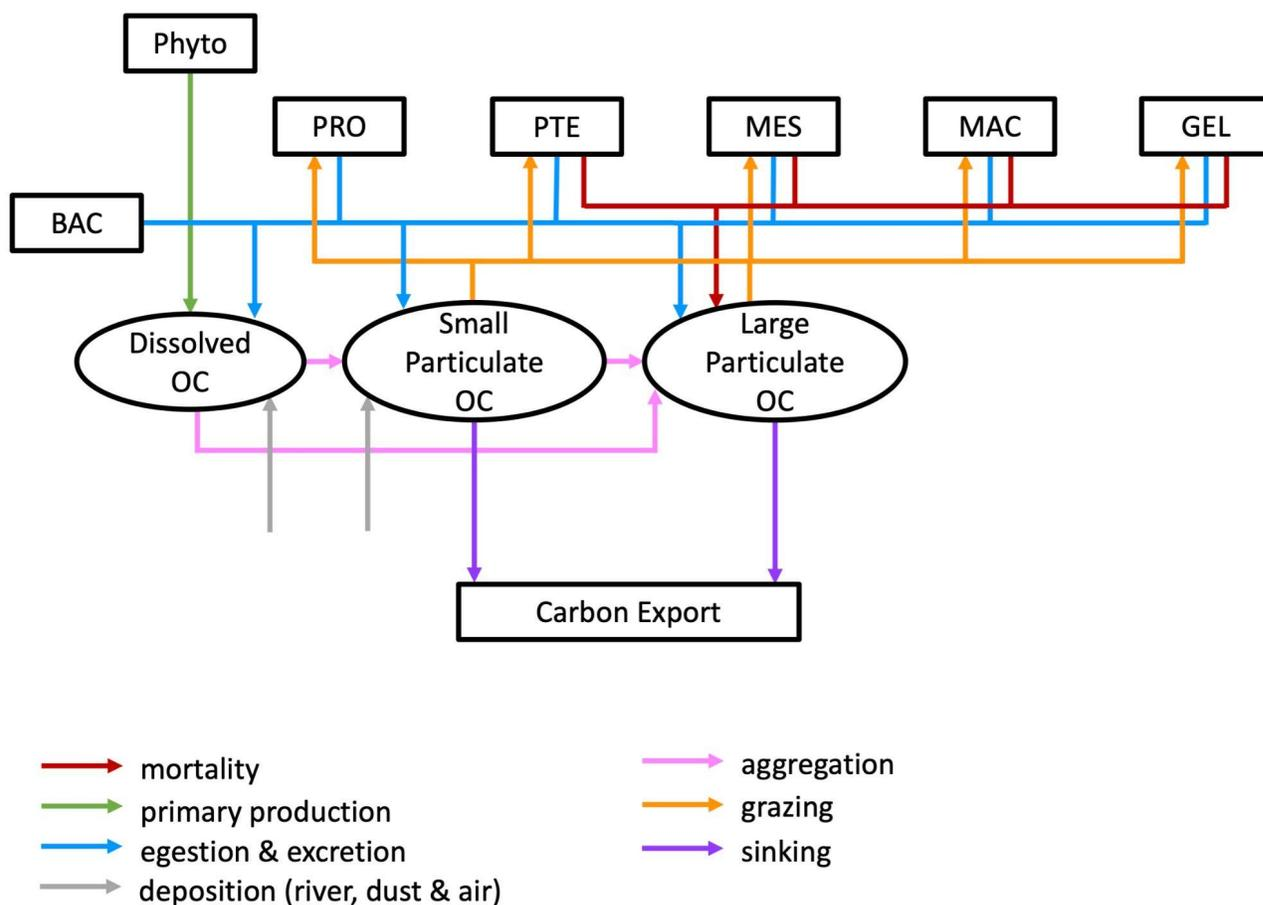 Phyto
PRO
PTE
MES
MAC
GEL
BAC
Dissolved
OC
Small
Particulate
OC
Large
Particulate
OC
Carbon Export
mortality
primary production
egestion & excretion
deposition (river, dust & air)
aggregation
grazing
sinking